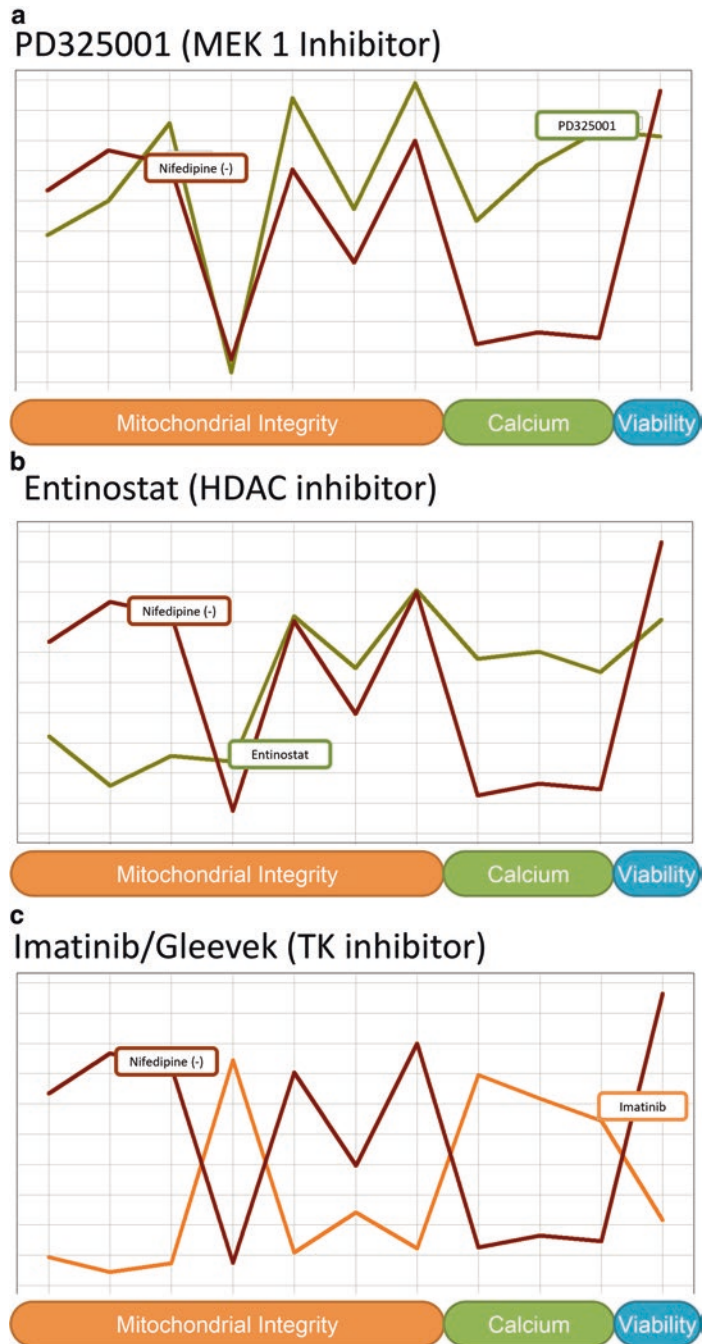 a
PD325001 (MEK 1 Inhibitor)
PD325001
Nifedipine (-)
Mitochondrial Integrity
Calcium
Viability
b
Entinostat (HDAC inhibitor)
Nifedipine (-)
Entinostat
Mitochondrial Integrity
Calcium
Viability
c
Imatinib/Gleevek (TK inhibitor)
Nifedipine (-)
Imatinib
Mitochondrial Integrity
Calcium
Viability